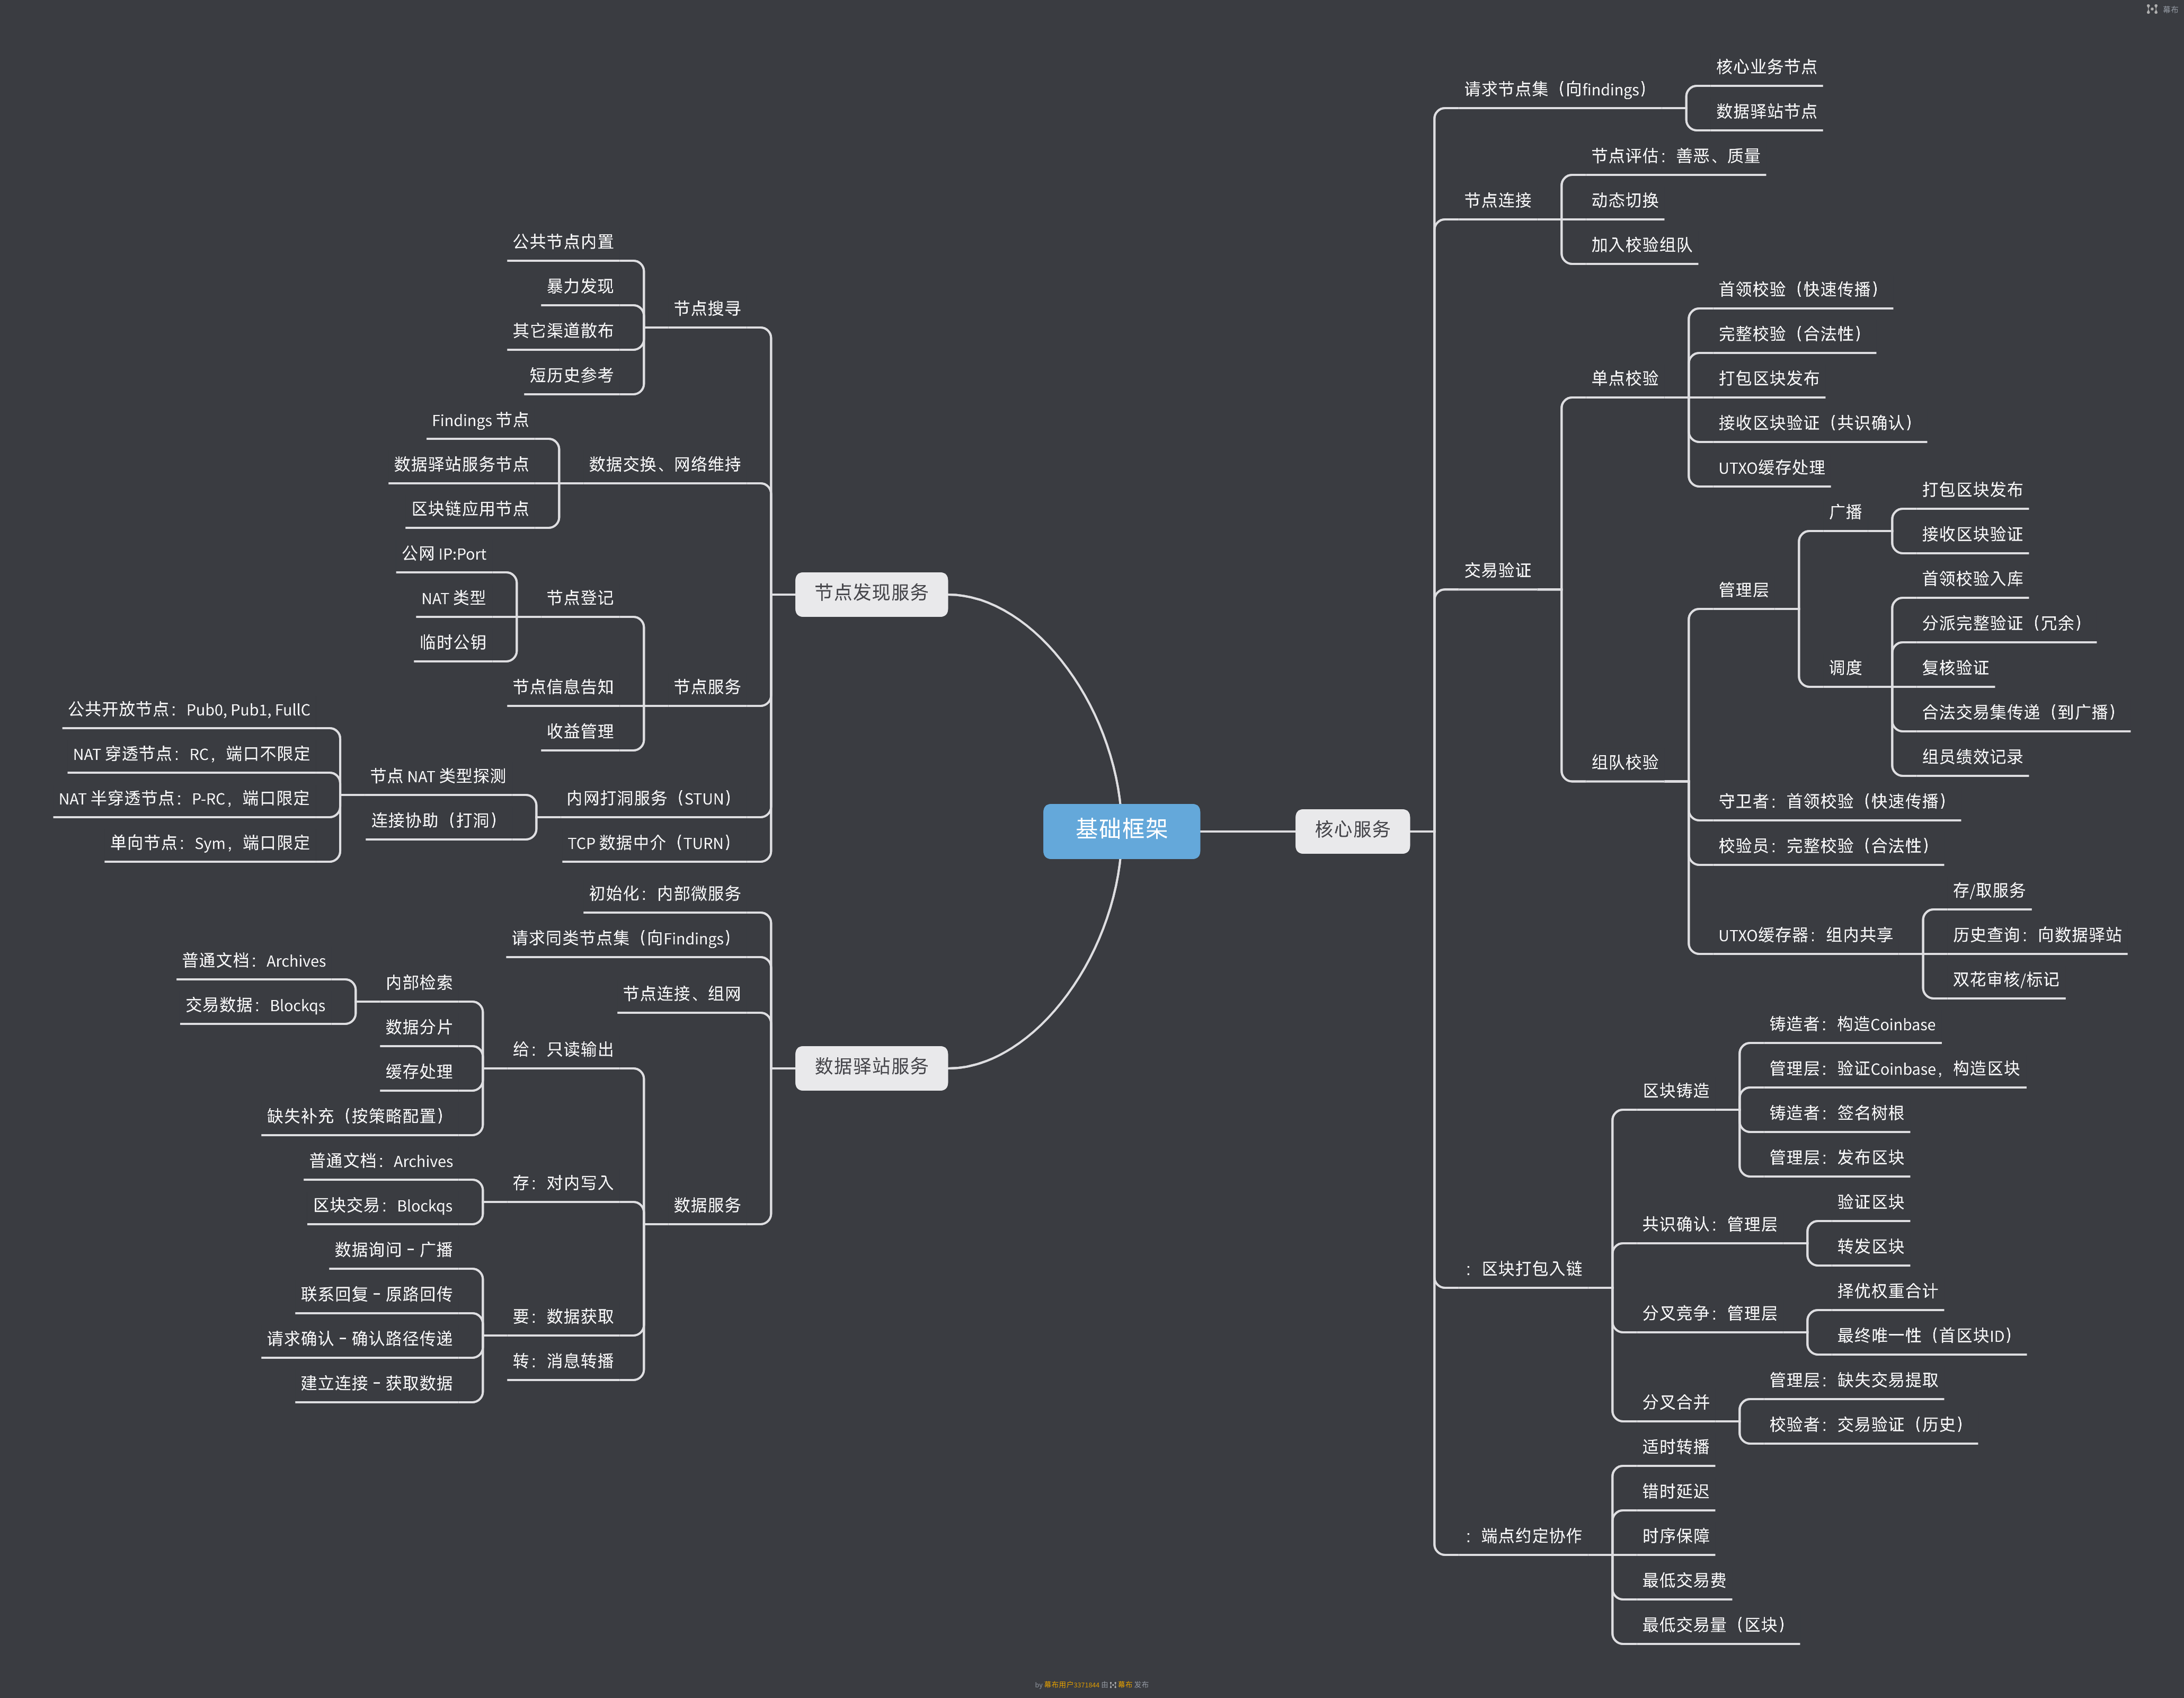 幕布
基础框架
核心服务
请求节点集（向findings）
核心业务节点
数据驿站节点
节点连接
节点评估：善恶、质量
动态切换
加入校验组队
交易验证
单点校验
首领校验（快速传播）
完整校验（合法性）
打包区块发布
接收区块验证（共识确认）
UTXO缓存处理
组队校验
管理层
广播
打包区块发布
接收区块验证
调度
首领校验入库
分派完整验证（冗余）
复核验证
合法交易集传递（到广播）
组员绩效记录
守卫者：首领校验（快速传播）
校验员：完整校验（合法性）
UTXO缓存器：组内共享
存/取服务
历史查询：向数据驿站
双花审核/标记
：区块打包入链
区块铸造
铸造者：构造Coinbase
管理层：验证Coinbase，构造区块
铸造者：签名树根
管理层：发布区块
共识确认：管理层
验证区块
转发区块
分叉竞争：管理层
择优权重合计
最终唯一性（首区块ID）
分叉合并
管理层：缺失交易提取
校验者：交易验证（历史）
：端点约定协作
适时转播
错时延迟
时序保障
最低交易费
最低交易量（区块）
节点发现服务
节点搜寻
公共节点内置
暴力发现
其它渠道散布
短历史参考
数据交换、网络维持
Findings 节点
数据驿站服务节点
区块链应用节点
节点服务
节点登记
公网 IP:Port
NAT 类型
临时公钥
节点信息告知
收益管理
内网打洞服务（STUN）
节点 NAT 类型探测
公共开放节点：Pub0, Pub1, FullC
NAT 穿透节点：RC，端口不限定
NAT 半穿透节点：P-RC，端口限定
单向节点：Sym，端口限定
连接协助（打洞）
TCP 数据中介（TURN）
数据驿站服务
初始化：内部微服务
请求同类节点集（向Findings）
节点连接、组网
数据服务
给：只读输出
内部检索
普通文档：Archives
交易数据：Blockqs
数据分片
缓存处理
缺失补充（按策略配置）
存：对内写入
普通文档：Archives
区块交易：Blockqs
要：数据获取
数据询问 – 广播
联系回复 – 原路回传
请求确认 – 确认路径传递
建立连接 – 获取数据
转：消息转播
by 幕布用户3371844 由 幕布 发布